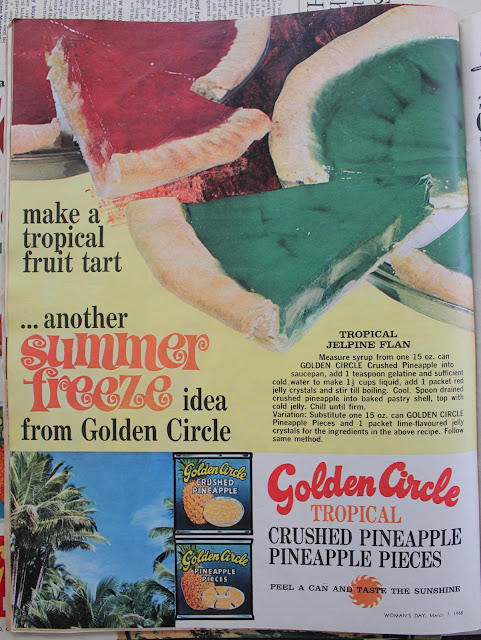 make a
tropical
fruit tart
... another
summer
freeze idea
from Golden Circle
TROPICAL
JELPINE FLAN
Measure syrup from one 15 oz. can
GOLDEN CIRCLE Crushed Pineapple into
saucepan, add 1 teaspoon gelatine and sufficient
cold water to make 1½ cups liquid, add 1 packet red
jelly crystals and stir till boiling. Cool. Spoon drained
crushed pineapple into baked pastry shell, top with
cold jelly. Chill until firm.
Variation: Substitute one 15 oz. can GOLDEN CIRCLE
Pineapple Pieces and 1 packet lime-flavoured jelly
crystals for the ingredients in the above recipe. Follow
same method.
Golden Circle
CRUSHED
PINEAPPLE
Golden Circle
PINEAPPLE
PIECES
Golden Circle
TROPICAL
CRUSHED PINEAPPLE
PINEAPPLE PIECES
PEEL A CAN AND TASTE THE SUNSHINE
WOMAN'S DAY, March 1, 1965